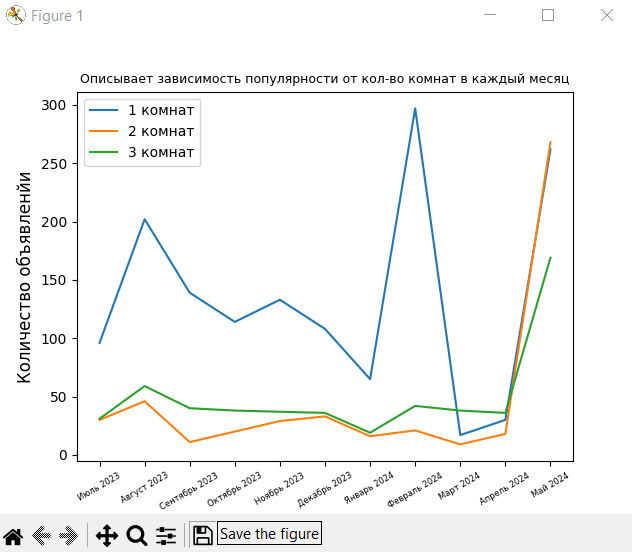 Figure 1
Описывает зависимость популярности от кол-во комнат в каждый месяц
1 комнат
2 комнат
3 комнат
300
250
200
150
100
50
0
Количество объявленйи
Июль 2023
Август 2023
Сентябрь 2023
Октябрь 2023
Ноябрь 2023
Декабрь 2023
Январь 2024
Февраль 2024
Март 2024
Апрель 2024
Май 2024
Save the figure